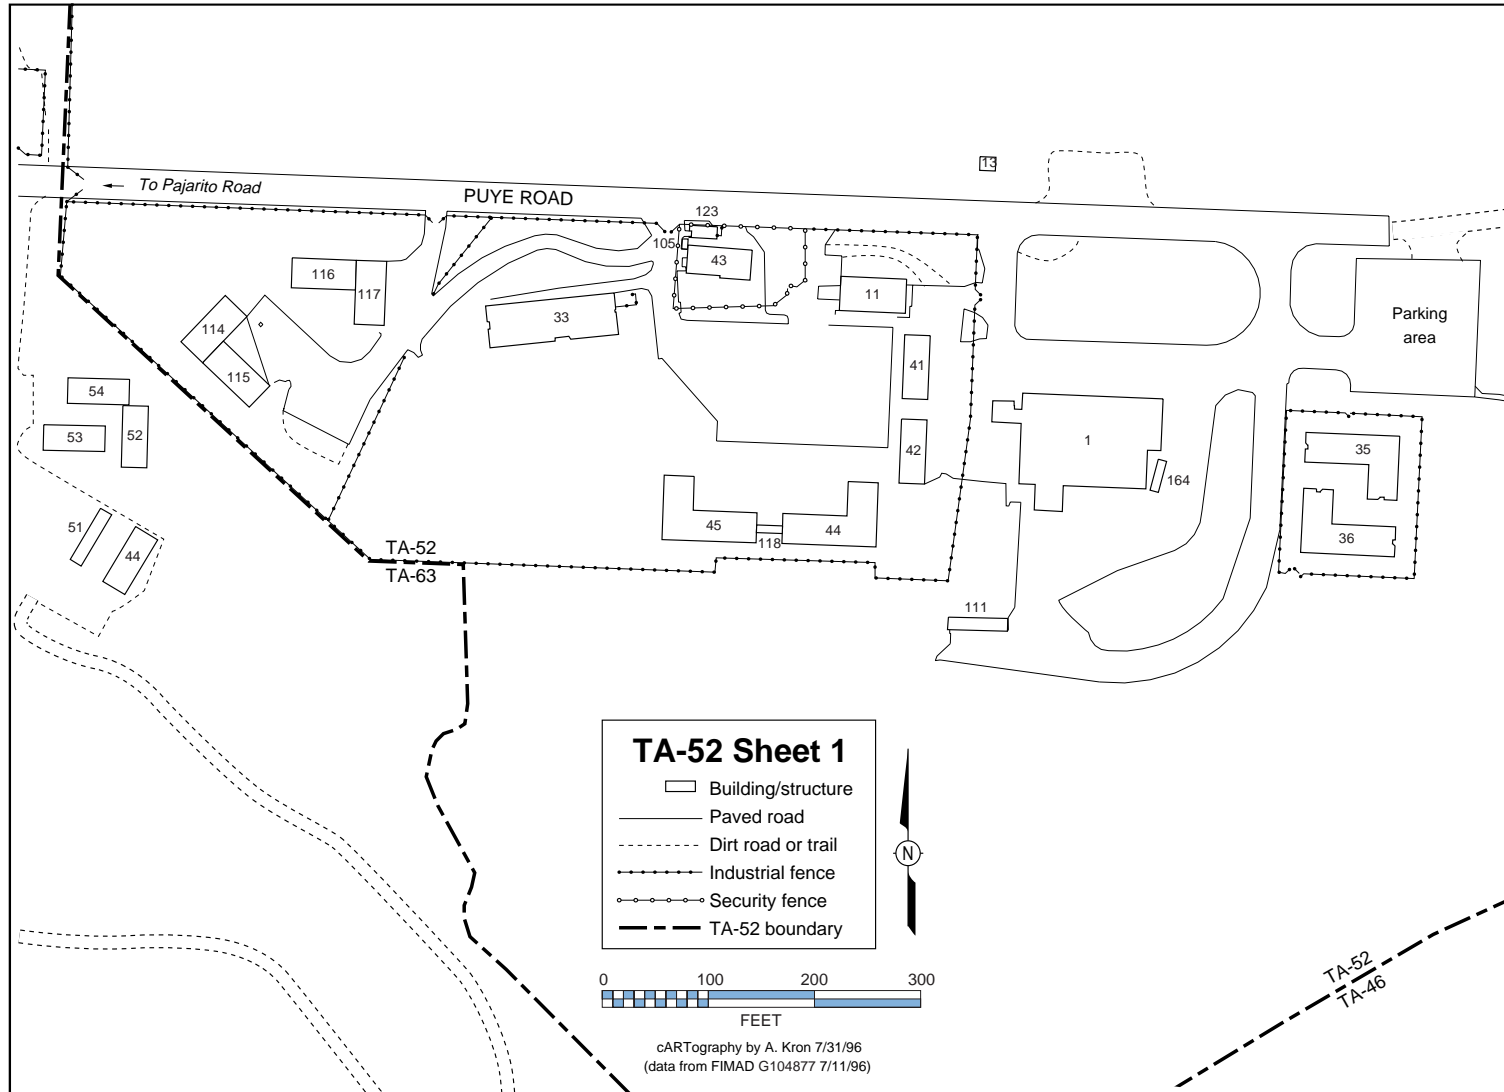 13
To Pajarito Road
PUYE ROAD
123
105
43
116
117
11
33
114
115
Parking
area
41
54
52
53
1
42
35
164
51
44
45
118
44
36
TA-52
TA-63
111
TA-52 Sheet 1
Building/structure
Paved road
Dirt road or trail
Industrial fence
Security fence
TA-52 boundary
N
0 100 200 300
FEET
cARTography by A. Kron 7/31/96
(data from FIMAD G104877 7/11/96)
TA-52
TA-46